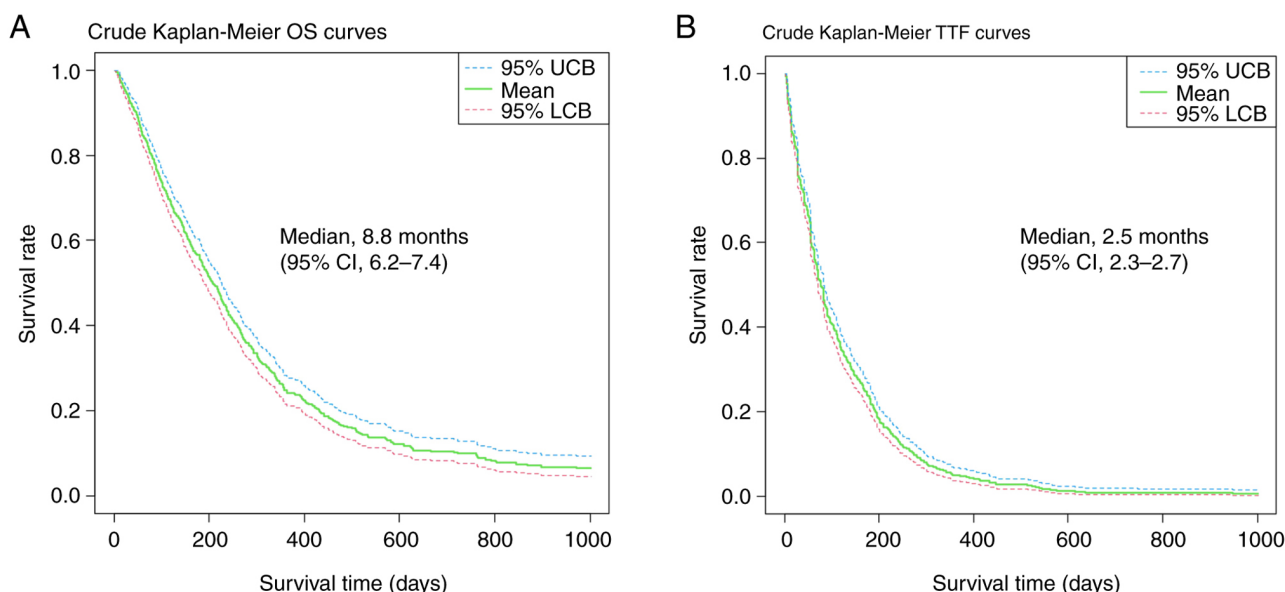 A
Crude Kaplan-Meier OS curves
95% UCB
Mean
95% LCB
1.0
0.8
0.6
0.4
0.2
0.0
Survival rate
Median, 8.8 months
(95% CI, 6.2–7.4)
0 200 400 600 800 1000
Survival time (days)
B
Crude Kaplan-Meier TTF curves
95% UCB
Mean
95% LCB
1.0
0.8
0.6
0.4
0.2
0.0
Survival rate
Median, 2.5 months
(95% CI, 2.3–2.7)
0 200 400 600 800 1000
Survival time (days)